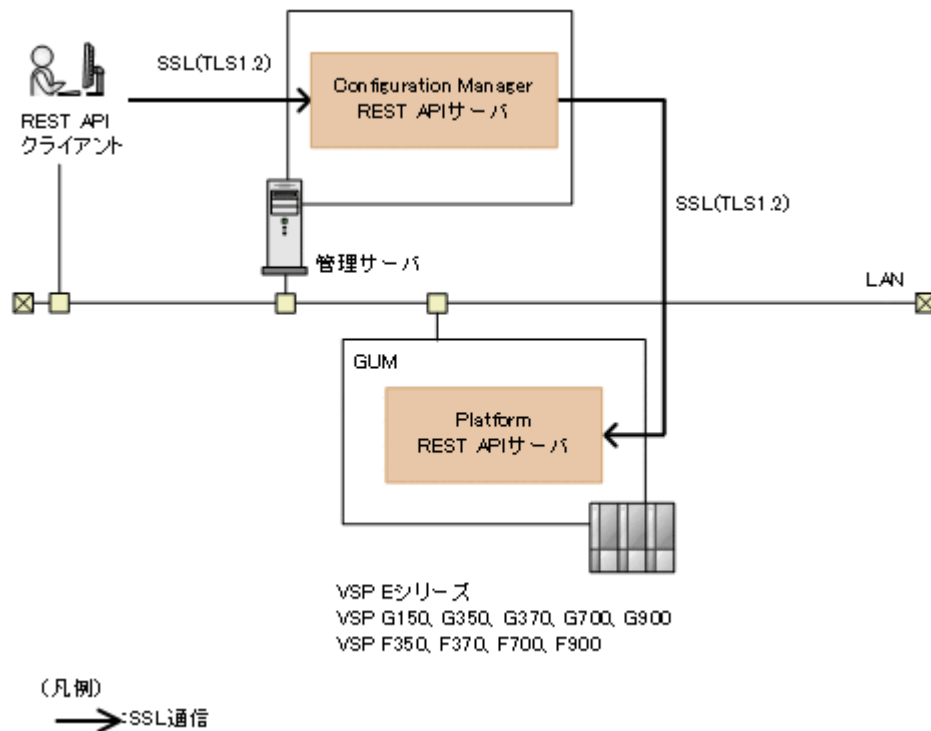 SSL(TLS1.2)
Configuration Manager
REST APIサーバ
REST API
クライアント
SSL(TLS1.2)
管理サーバ
LAN
GUM
Platform
REST APIサーバ
VSP Eシリーズ
VSP G150、G350、G370、G700、G900
VSP F350、F370、F700、F900
(凡例)
:SSL通信